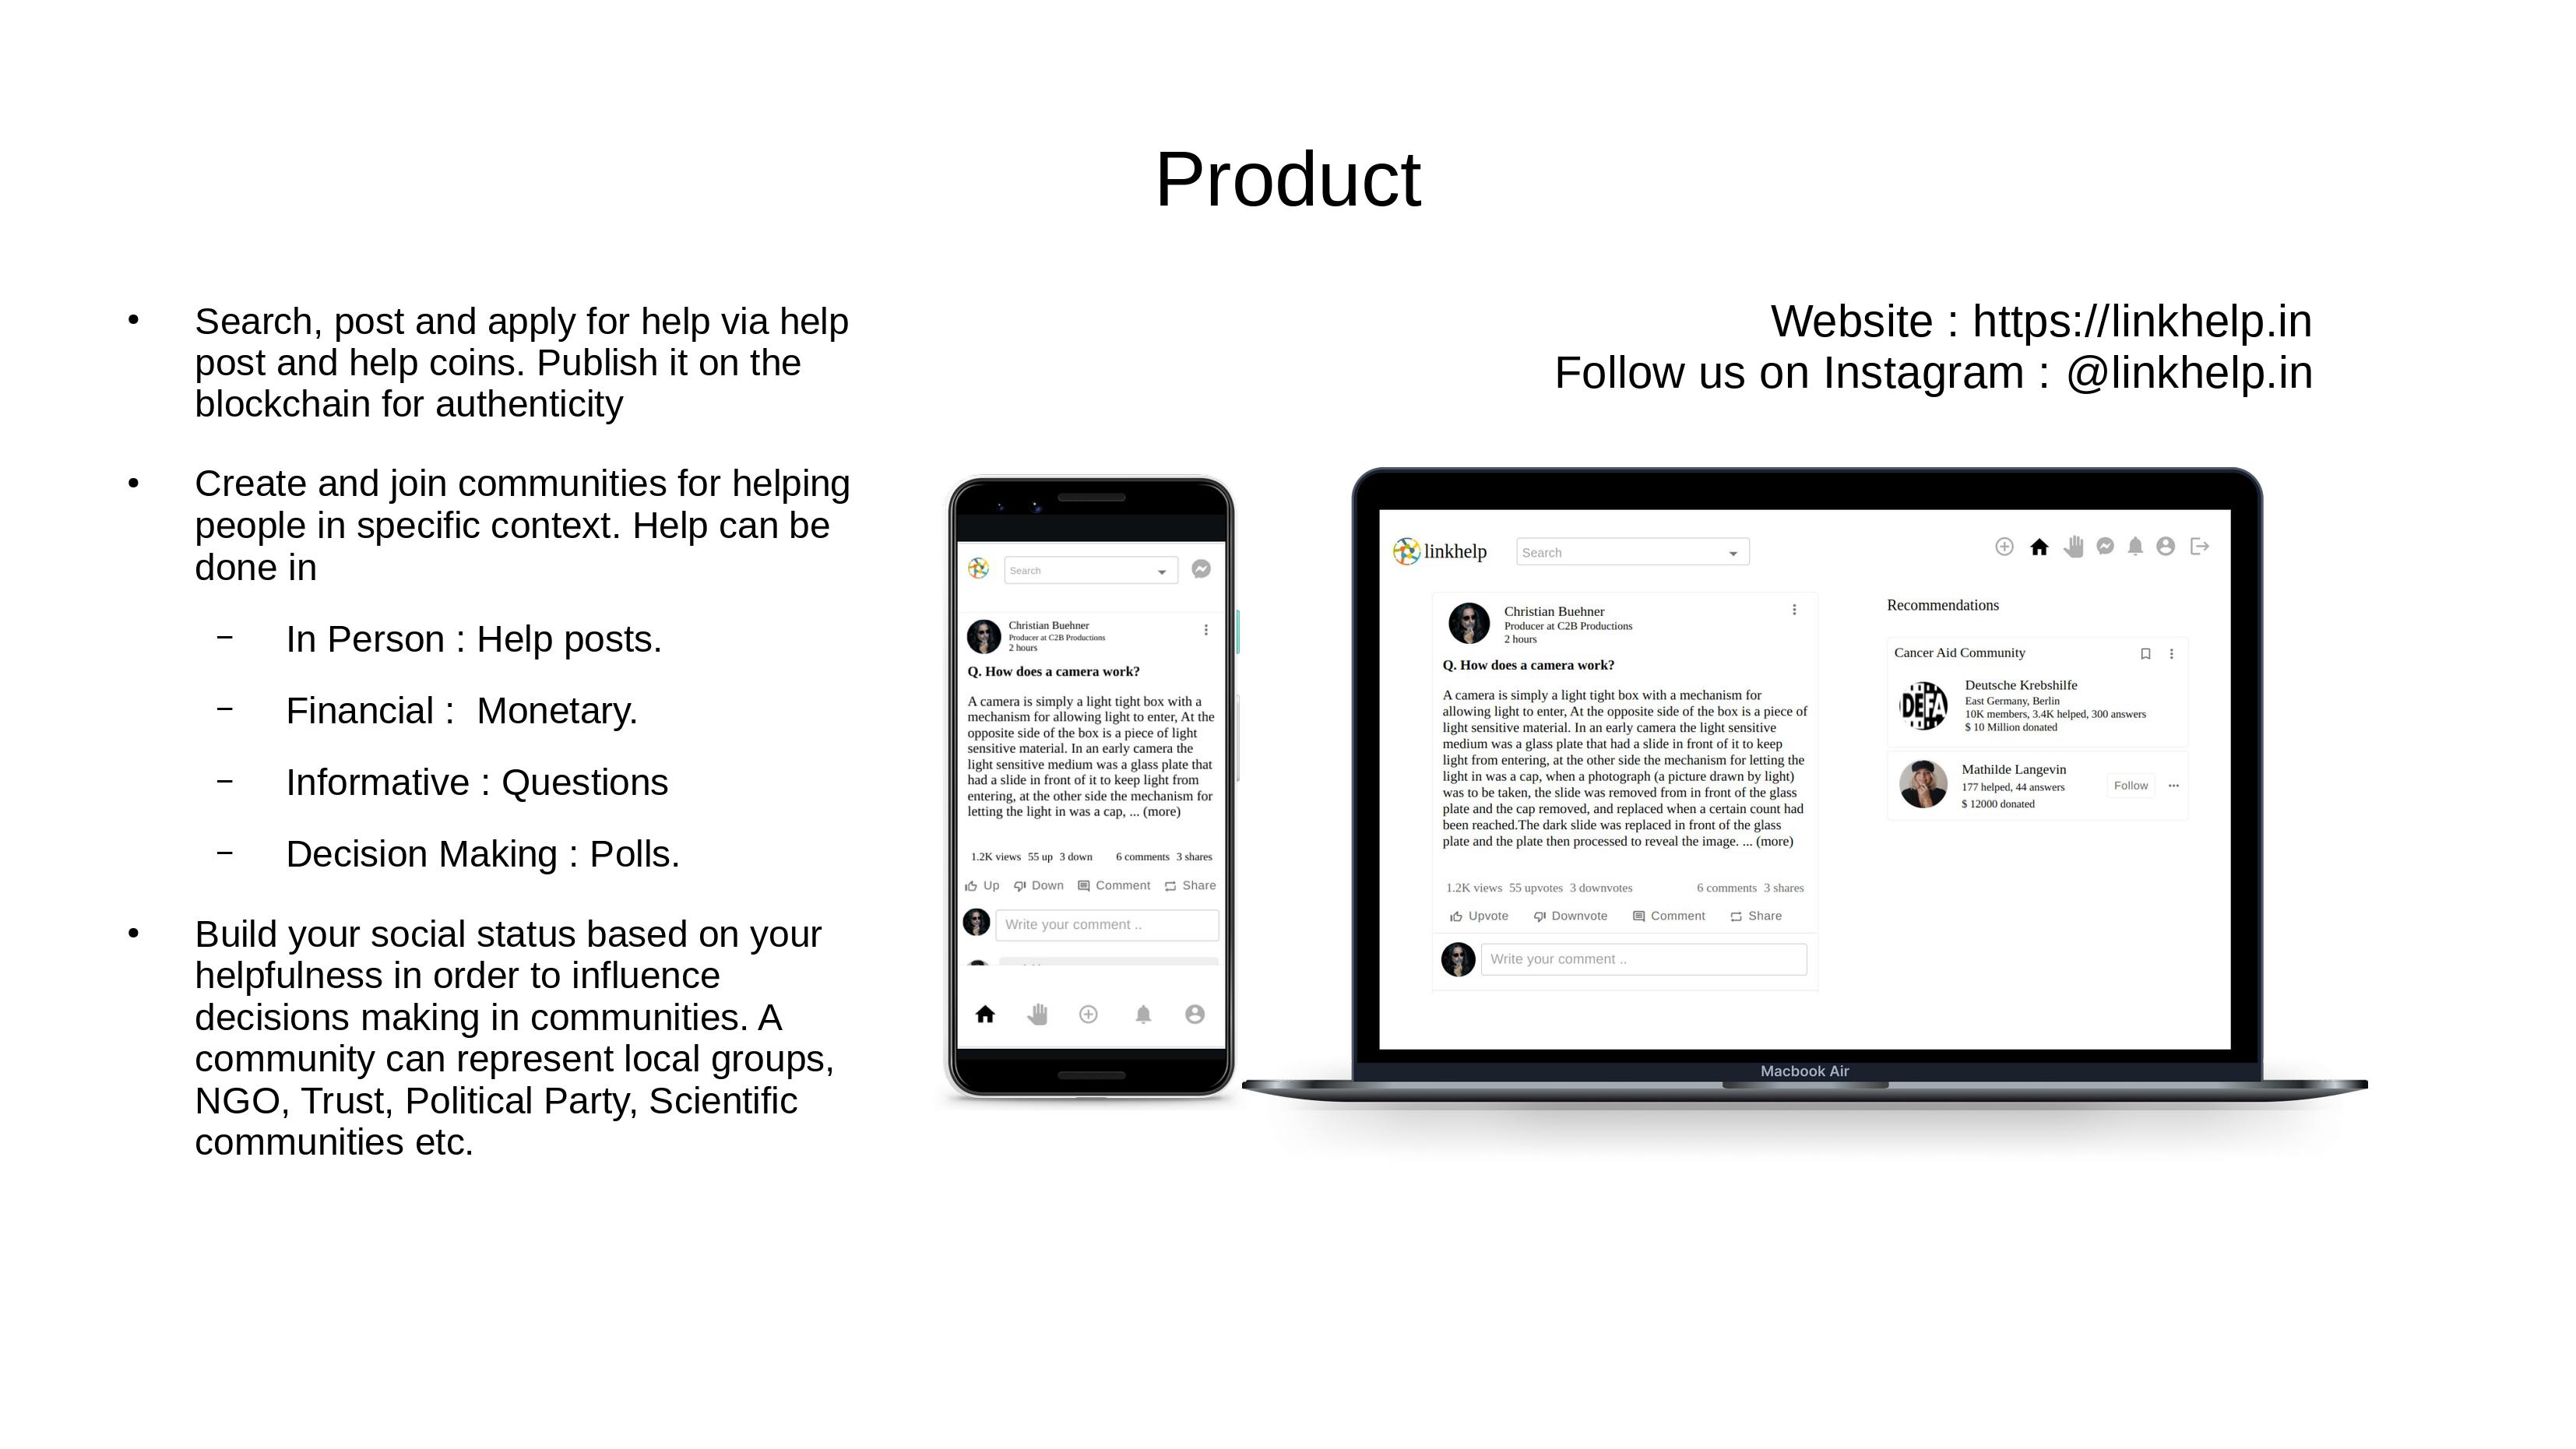 Product
Search, post and apply for help via help
post and help coins. Publish it on the
blockchain for authenticity
Create and join communities for helping
people in specific context. Help can be
done in
– In Person : Help posts.
– Financial :  Monetary.
– Informative : Questions
– Decision Making : Polls.
Build your social status based on your
helpfulness in order to influence
decisions making in communities. A
community can represent local groups,
NGO, Trust, Political Party, Scientific
communities etc.
Website : https://linkhelp.in
Follow us on Instagram : @linkhelp.in
Search
Christian Buehner
Producer at C2B Productions
2 hours
Q. How does a camera work?
A camera is simply a light tight box with a
mechanism for allowing light to enter, At the
opposite side of the box is a piece of light
sensitive material. In an early camera the
light sensitive medium was a glass plate that
had a slide in front of it to keep light from
entering, at the other side the mechanism for
letting the light in was a cap, ... (more)
1.2K views 55 up 3 down 6 comments 3 shares
Up Down Comment Share
Write your comment ..
linkhelp
Search
Christian Buehner
Producer at C2B Productions
2 hours
Q. How does a camera work?
A camera is simply a light tight box with a mechanism for
allowing light to enter, At the opposite side of the box is a piece of
light sensitive material. In an early camera the light sensitive
medium was a glass plate that had a slide in front of it to keep
light from entering, at the other side the mechanism for letting the
light in was a cap, when a photograph (a picture drawn by light)
was to be taken, the slide was removed from in front of the glass
plate and the cap removed, and replaced when a certain count had
been reached.The dark slide was replaced in front of the glass
plate and the plate then processed to reveal the image. ... (more)
1.2K views 55 upvotes 3 downvotes 6 comments 3 shares
Upvote Downvote Comment Share
Write your comment ..
Recommendations
Cancer Aid Community
DEFA
Deutsche Krebshilfe
East Germany, Berlin
10K members, 3.4K helped, 300 answers
$ 10 Million donated
Mathilde Langevin
177 helped, 44 answers
$ 12000 donated
Follow
Macbook Air